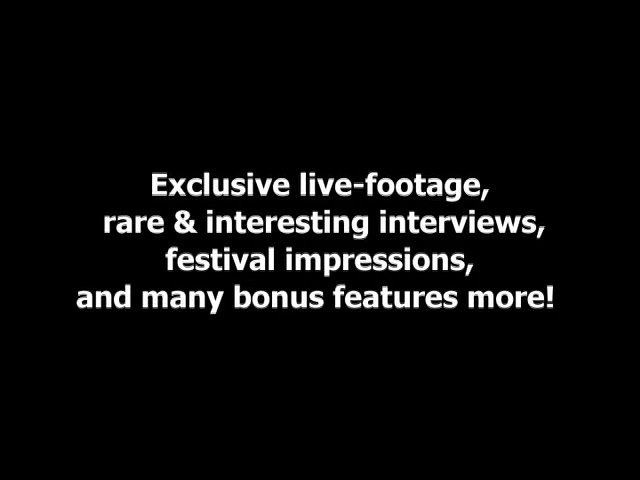 Exclusive live-footage,
rare & interesting interviews,
festival impressions,
and many bonus features more!